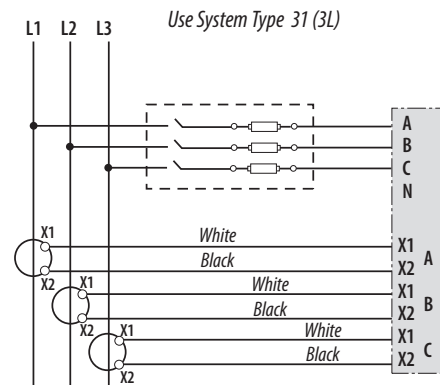 Use System Type 31 (3L)
L1 L2 L3
A
B
C
N
X1 White X1
Black X2 A
X2 X1 White X1
Black X2 B
X2 X1 White X1
Black X2 C
X2